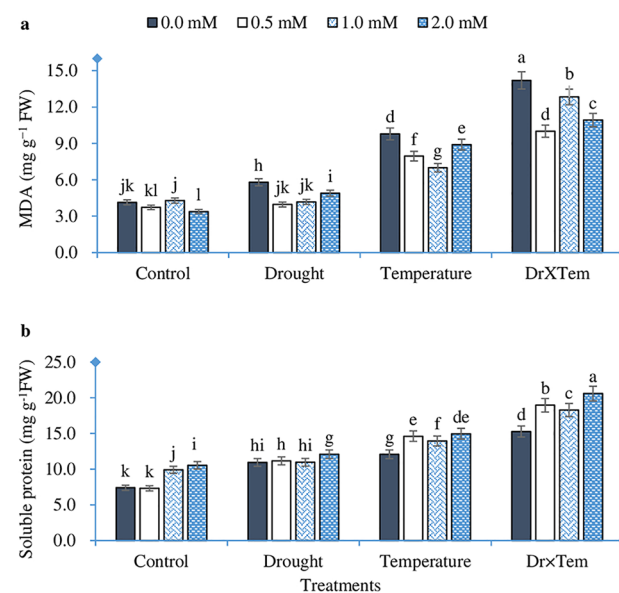 a
0.0 mM 0.5 mM 1.0 mM 2.0 mM
MDA (mg g⁻¹ FW)
15.0
12.0
9.0
6.0
3.0
0.0
jk kl j l
h jk jk i
d f g e
a d b c
Control Drought Temperature DrXTem
b
Soluble protein (mg g⁻¹FW)
25.0
20.0
15.0
10.0
5.0
0.0
k k j i
hi h hi g
g e f de
d b c a
Control Drought Temperature Dr×Tem
Treatments